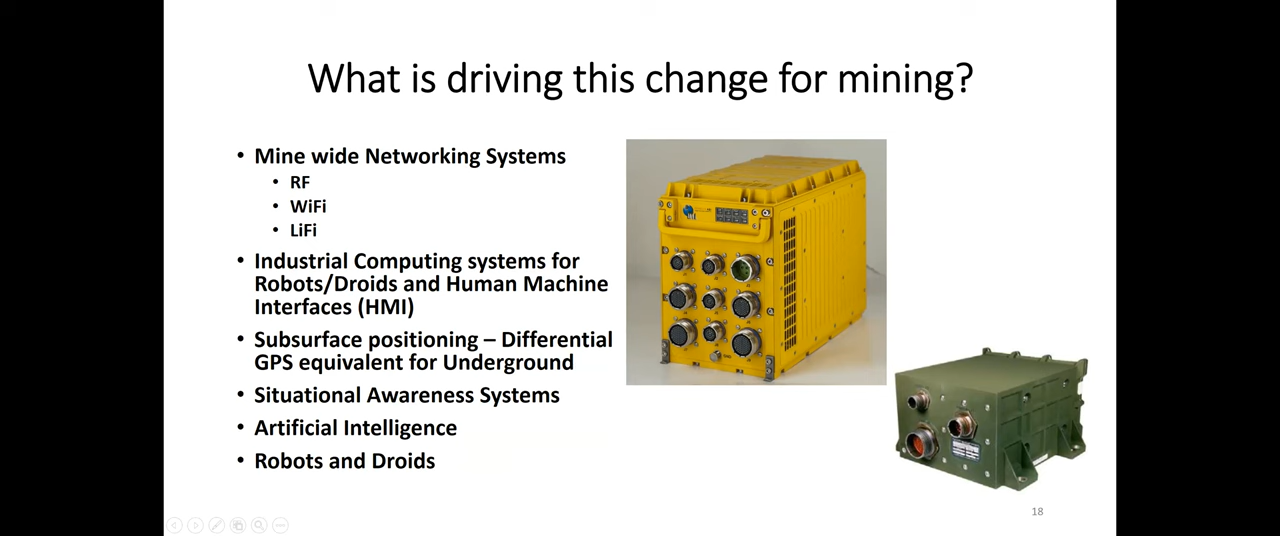 What is driving this change for mining?
• Mine wide Networking Systems
• RF
• WiFi
• LiFi
• Industrial Computing systems for
Robots/Droids and Human Machine
Interfaces (HMI)
• Subsurface positioning – Differential
GPS equivalent for Underground
• Situational Awareness Systems
• Artificial Intelligence
• Robots and Droids
18